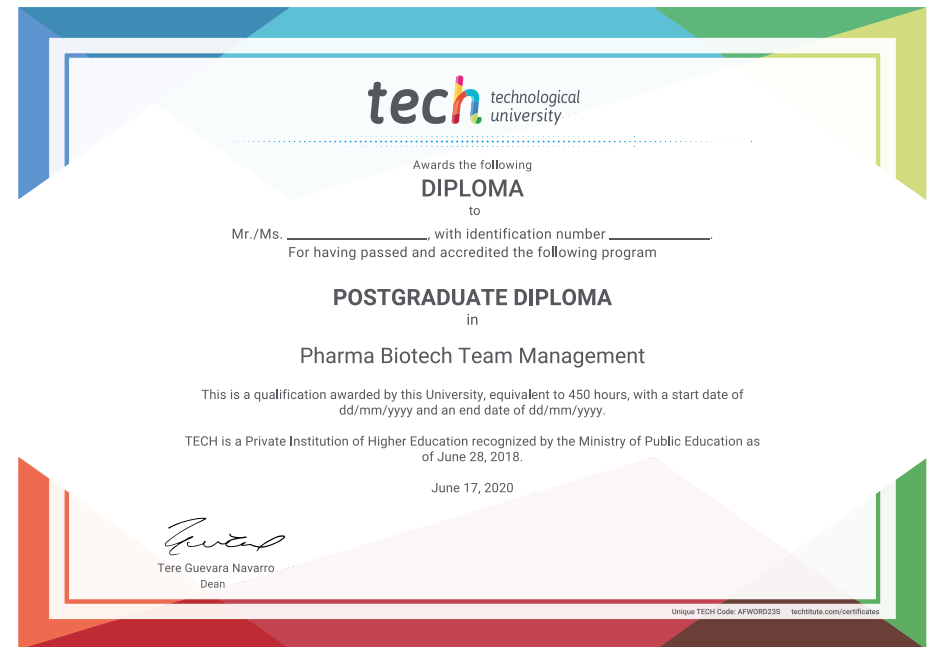 tech technological
university
Awards the following
DIPLOMA
to
Mr./Ms. ____________________, with identification number ______________.
For having passed and accredited the following program
POSTGRADUATE DIPLOMA
in
Pharma Biotech Team Management
This is a qualification awarded by this University, equivalent to 450 hours, with a start date of
dd/mm/yyyy and an end date of dd/mm/yyyy.
TECH is a Private Institution of Higher Education recognized by the Ministry of Public Education as
of June 28, 2018.
June 17, 2020
Tere Guevara Navarro
Dean
Unique TECH Code: AFWORD23S techtitute.com/certificates